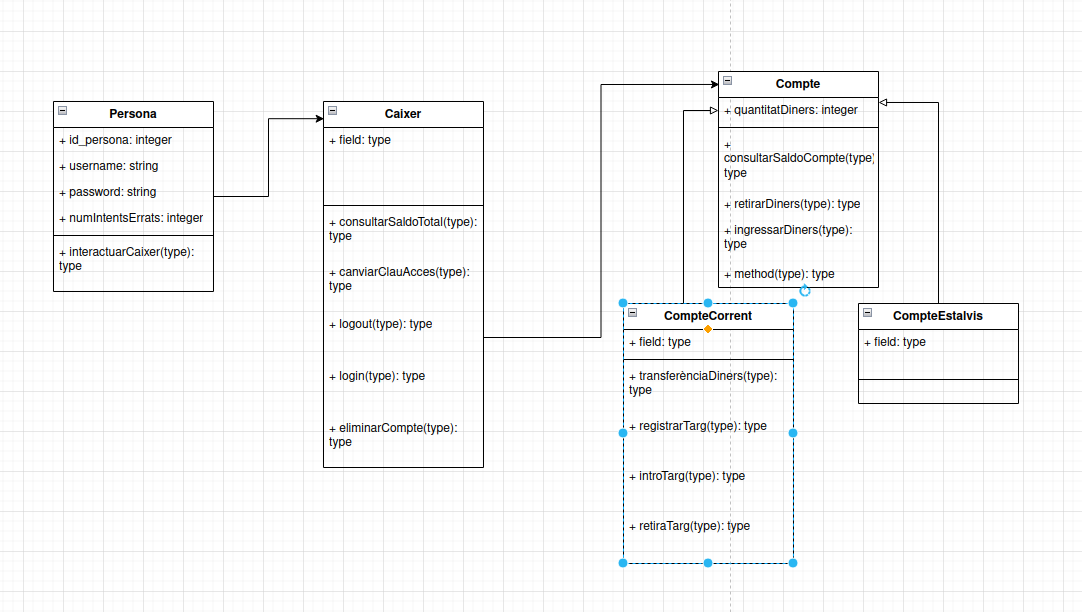 Persona
+ id_persona: integer
+ username: string
+ password: string
+ numIntentsErrats: integer
+ interactuarCaixer(type):
type
Caixer
+ field: type
+ consultarSaldoTotal(type):
type
+ canviarClauAcces(type):
type
+ logout(type): type
+ login(type): type
+ eliminarCompte(type):
type
Compte
+ quantitatDiners: integer
+
consultarSaldoCompte(type)
type
+ retirarDiners(type): type
+ ingressarDiners(type):
type
+ method(type): type
CompteCorrent
+ field: type
+ transferènciaDiners(type):
type
+ registrarTarg(type): type
+ introTarg(type): type
+ retiraTarg(type): type
CompteEstalvis
+ field: type